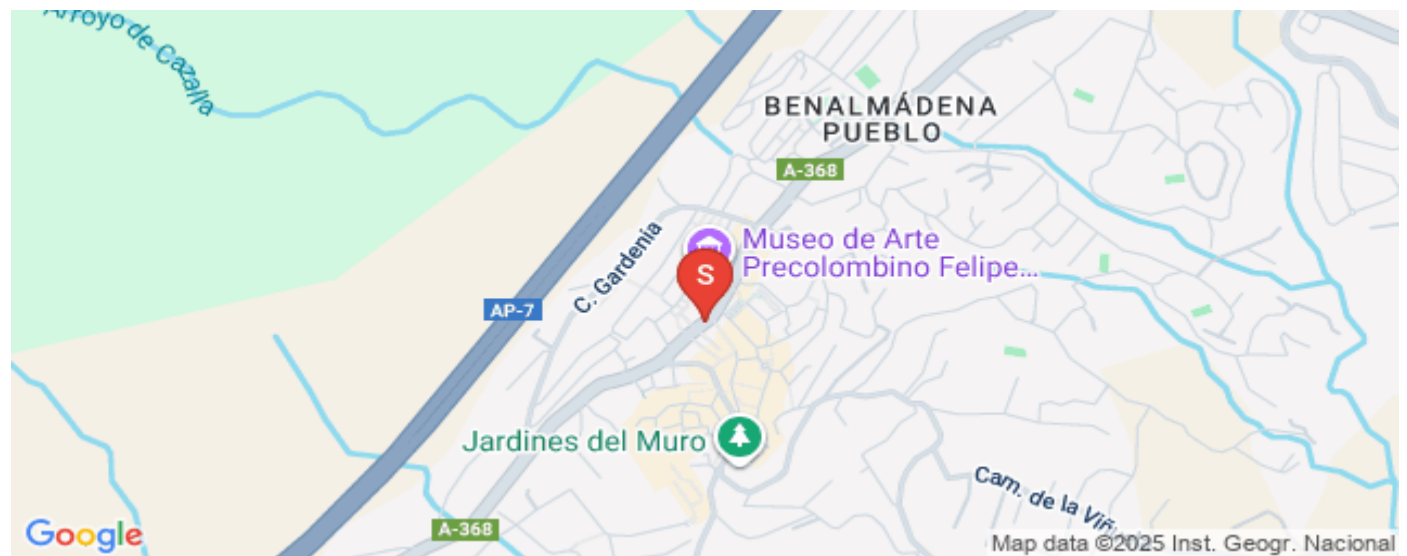 Arroyo de Cazalla
BENALMÁDENA
PUEBLO
A-368
C. Gardenia
Museo de Arte
Precolombino Felipe...
S
AP-7
Jardines del Muro
Cam. de la Viñ
A-368
Google
Map data ©2025 Inst. Geogr. Nacional